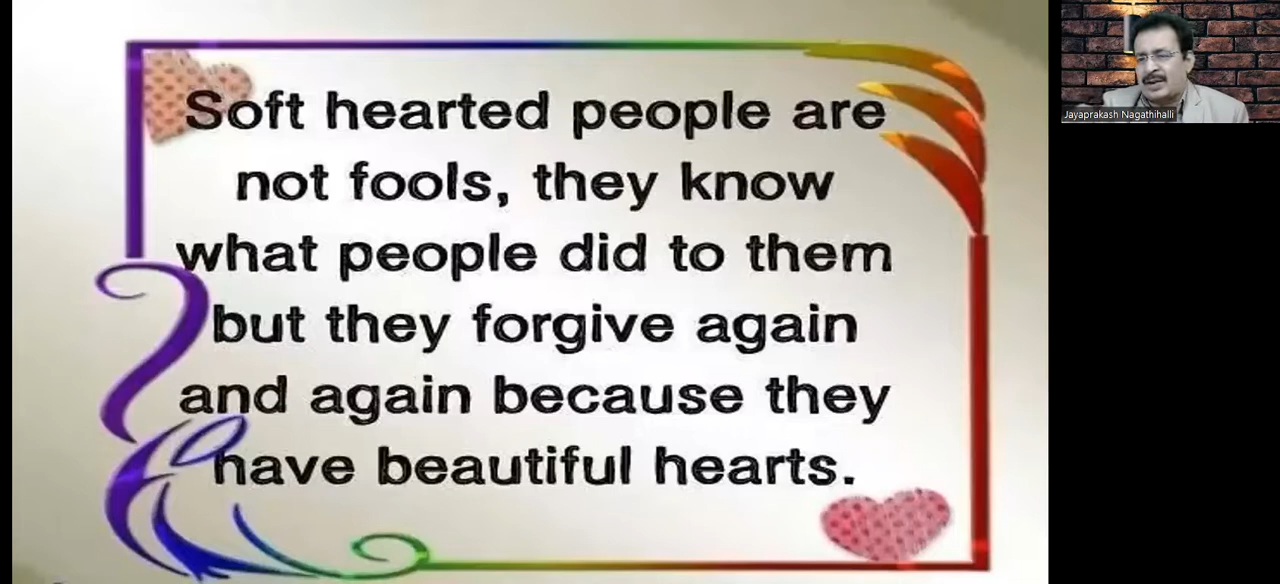 Soft hearted people are
not fools, they know
what people did to them
but they forgive again
and again because they
have beautiful hearts.
Jayaprakash Nagathihalli